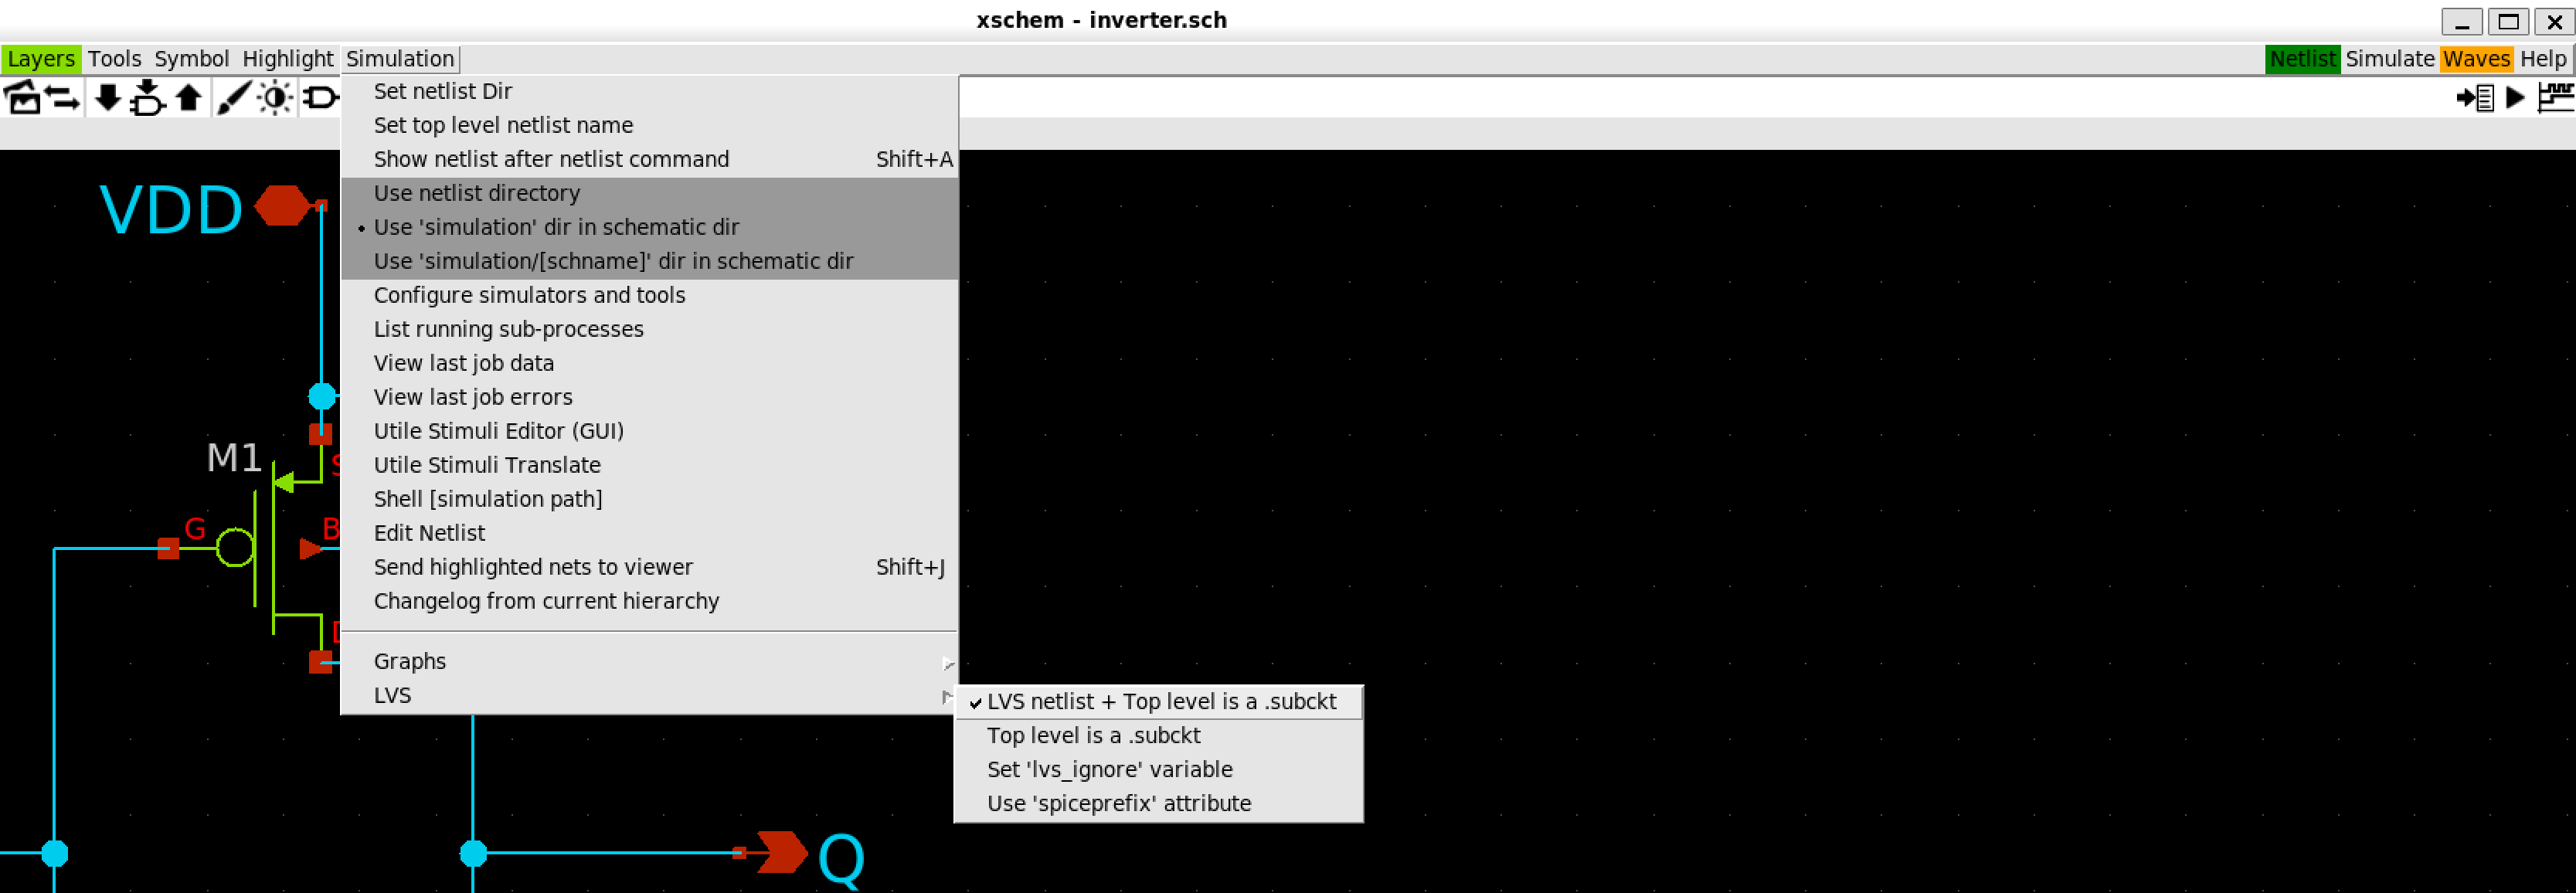 xschem - inverter.sch
Layers Tools Symbol Highlight Simulation Netlist Simulate Waves Help
Set netlist Dir
Set top level netlist name
Show netlist after netlist command Shift+A
Use netlist directory
Use 'simulation' dir in schematic dir
Use 'simulation/[schname]' dir in schematic dir
Configure simulators and tools
List running sub-processes
View last job data
View last job errors
Utile Stimuli Editor (GUI)
Utile Stimuli Translate
Shell [simulation path]
Edit Netlist
Send highlighted nets to viewer Shift+J
Changelog from current hierarchy
Graphs
LVS
LVS netlist + Top level is a .subckt
Top level is a .subckt
Set 'lvs_ignore' variable
Use 'spiceprefix' attribute
VDD
M1
G
B
Q